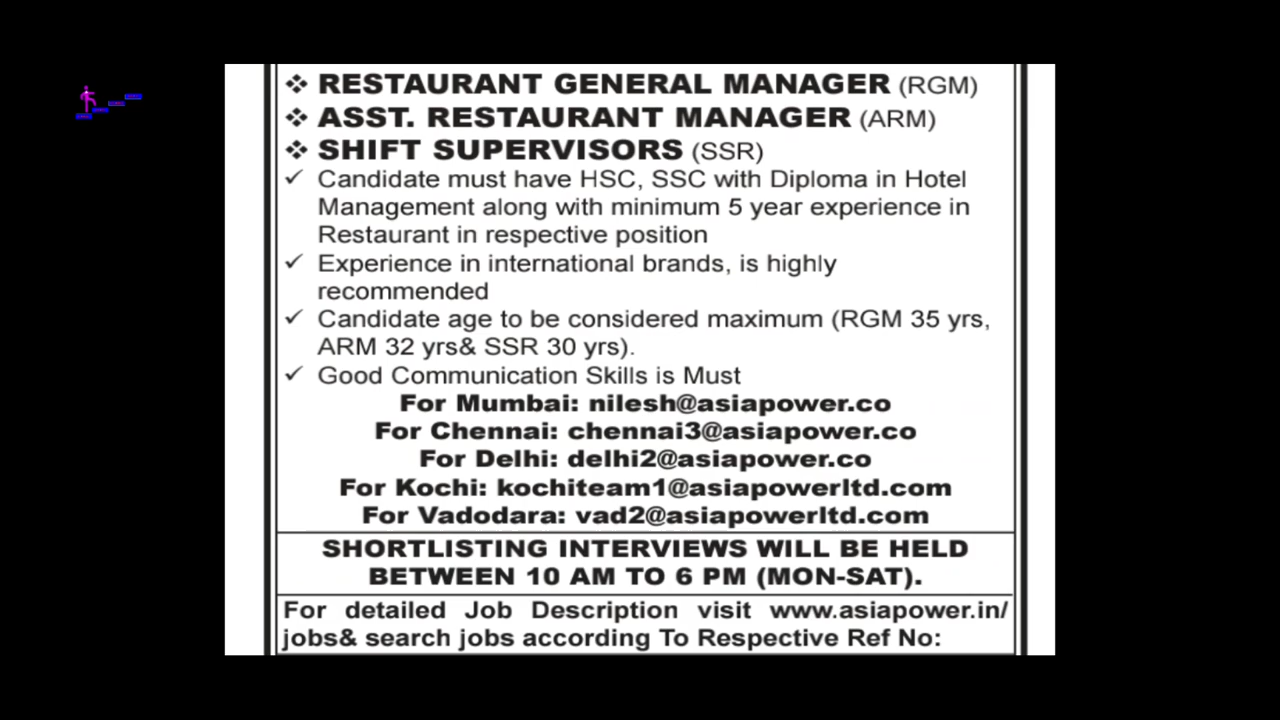 ❖ RESTAURANT GENERAL MANAGER (RGM)
❖ ASST. RESTAURANT MANAGER (ARM)
❖ SHIFT SUPERVISORS (SSR)
✓ Candidate must have HSC, SSC with Diploma in Hotel
Management along with minimum 5 year experience in
Restaurant in respective position
✓ Experience in international brands, is highly
recommended
✓ Candidate age to be considered maximum (RGM 35 yrs,
ARM 32 yrs& SSR 30 yrs).
✓ Good Communication Skills is Must
For Mumbai: nilesh@asiapower.co
For Chennai: chennai3@asiapower.co
For Delhi: delhi2@asiapower.co
For Kochi: kochiteam1@asiapowerltd.com
For Vadodara: vad2@asiapowerltd.com
SHORTLISTING INTERVIEWS WILL BE HELD
BETWEEN 10 AM TO 6 PM (MON-SAT).
For detailed Job Description visit www.asiapower.in/
jobs& search jobs according To Respective Ref No: